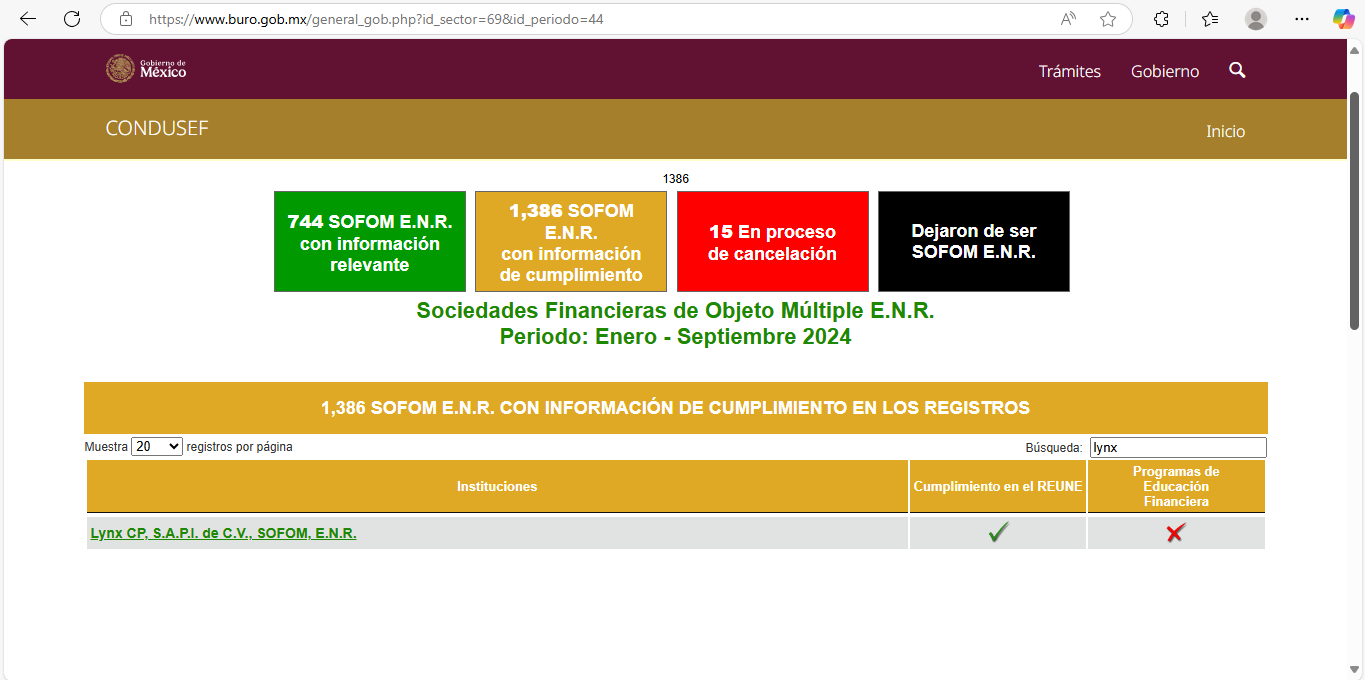 https://www.buro.gob.mx/general_gob.php?id_sector=69&id_periodo=44
Gobierno de
México
Trámites
Gobierno
CONDUSEF
Inicio
1386
744 SOFOM E.N.R.
con información
relevante
1,386 SOFOM
E.N.R.
con información
de cumplimiento
15 En proceso
de cancelación
Dejaron de ser
SOFOM E.N.R.
Sociedades Financieras de Objeto Múltiple E.N.R.
Periodo: Enero - Septiembre 2024
1,386 SOFOM E.N.R. CON INFORMACIÓN DE CUMPLIMIENTO EN LOS REGISTROS
Muestra 20 registros por página
Búsqueda: lynx
Instituciones
Cumplimiento en el REUNE
Programas de
Educación
Financiera
Lynx CP, S.A.P.I. de C.V., SOFOM, E.N.R.